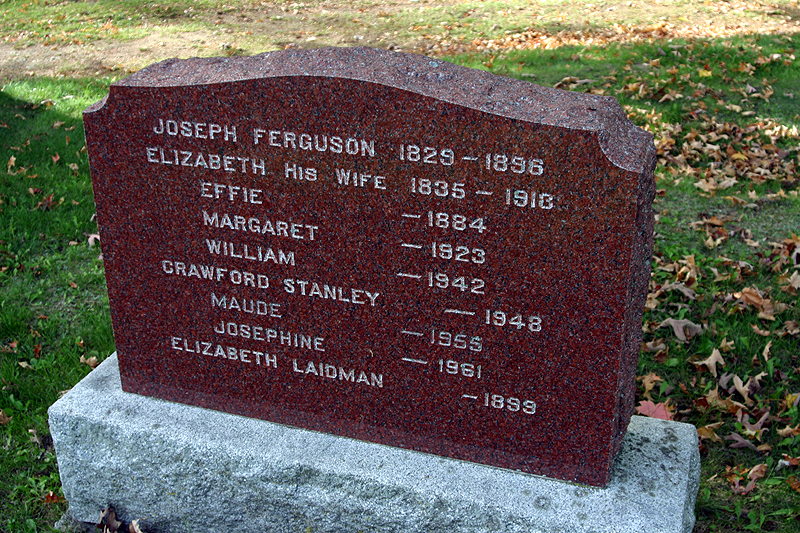 JOSEPH FERGUSON 1829 – 1896
ELIZABETH HIS WIFE 1835 – 1918
EFFIE – 1884
MARGARET – 1923
WILLIAM – 1942
CRAWFORD STANLEY – 1948
MAUDE – 1955
JOSEPHINE – 1961
ELIZABETH LAIDMAN – 1899